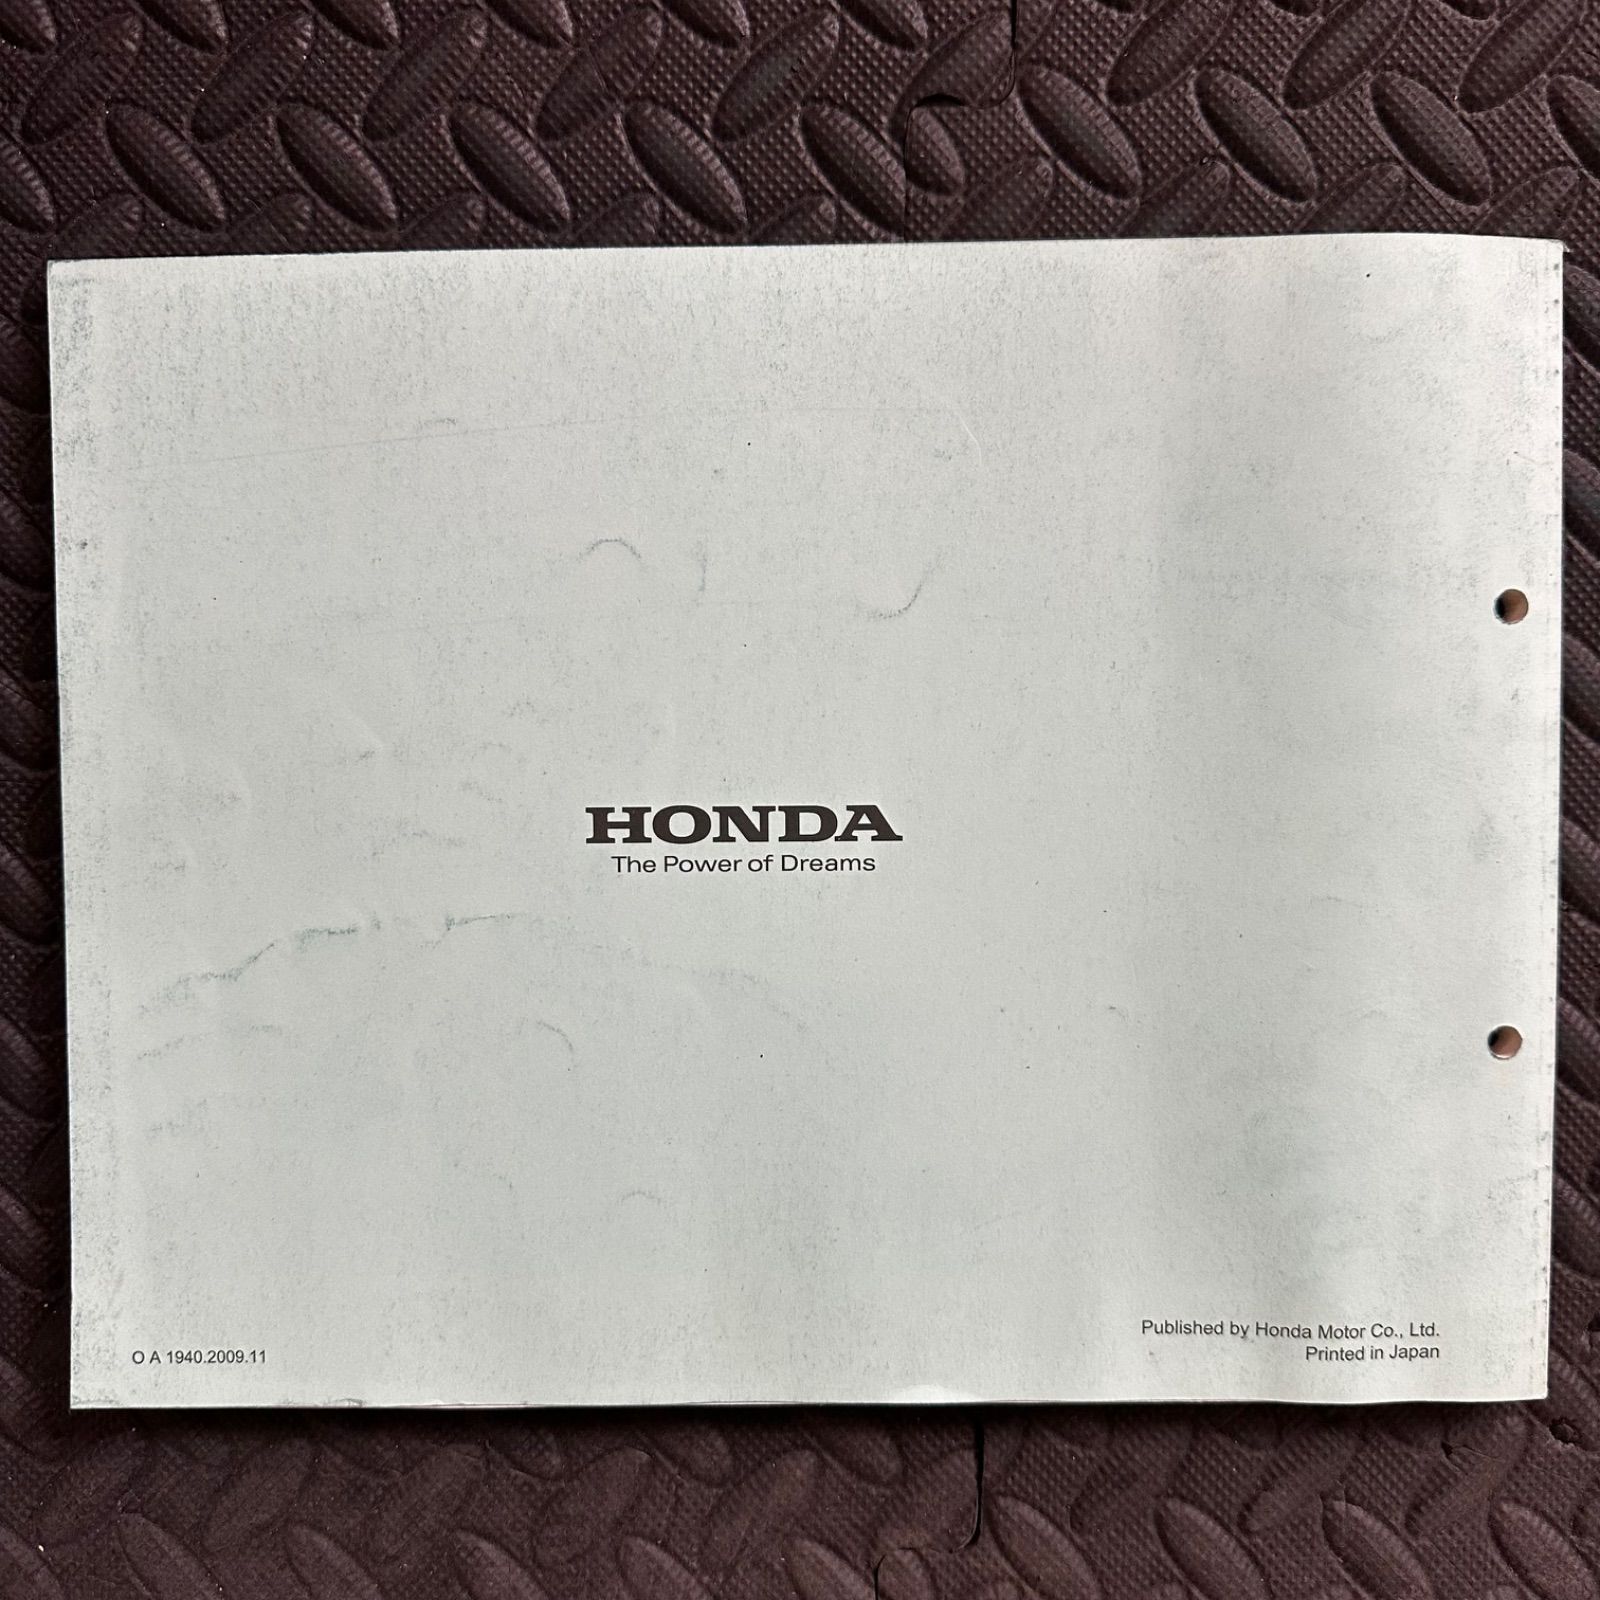 HONDA
The Power of Dreams
O A 1940.2009.11
Published by Honda Motor Co., Ltd.
Printed in Japan